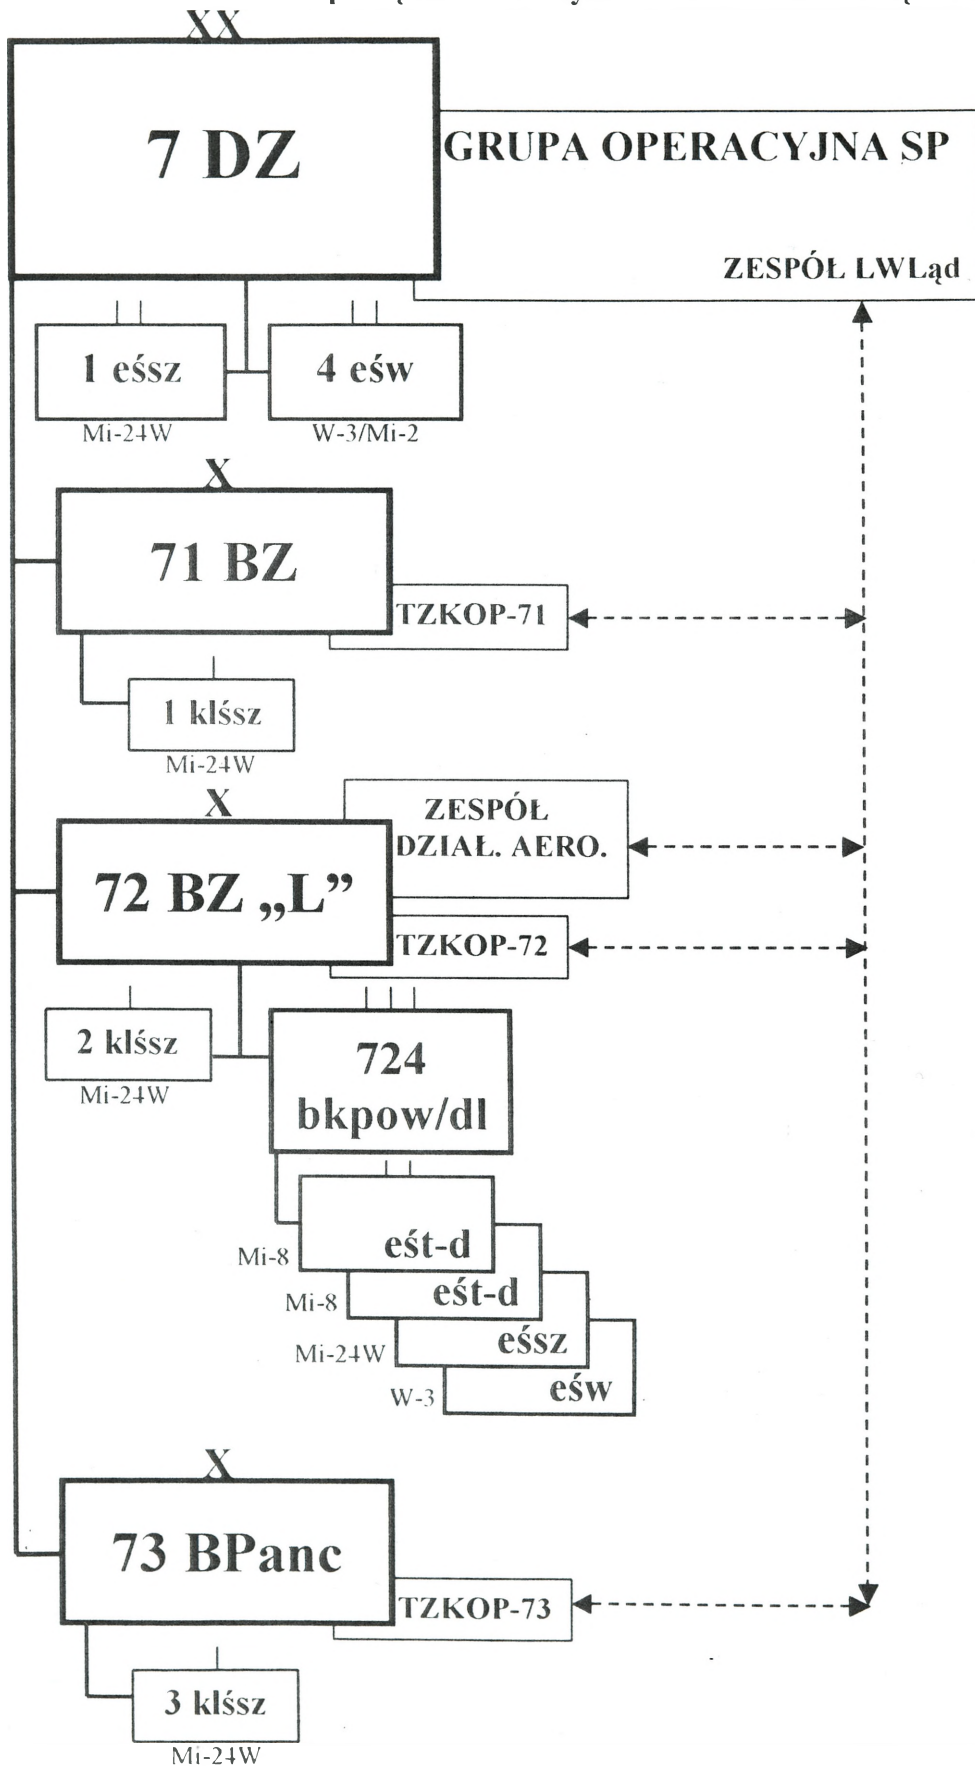 XX
7 DZ
GRUPA OPERACYJNA SP
ZESPÓŁ LWLąd
1 eśsz
4 eśw
Mi-24W
W-3/Mi-2
X
71 BZ
TZKOP-71
1 klśsz
Mi-24W
X
ZESPÓŁ
DZIAŁ. AERO.
72 BZ „L”
TZKOP-72
2 klśsz
Mi-24W
724
bkpow/dl
eśt-d
Mi-8
eśt-d
Mi-8
eśsz
Mi-24W
eśw
W-3
X
73 BPanc
TZKOP-73
3 klśsz
Mi-24W